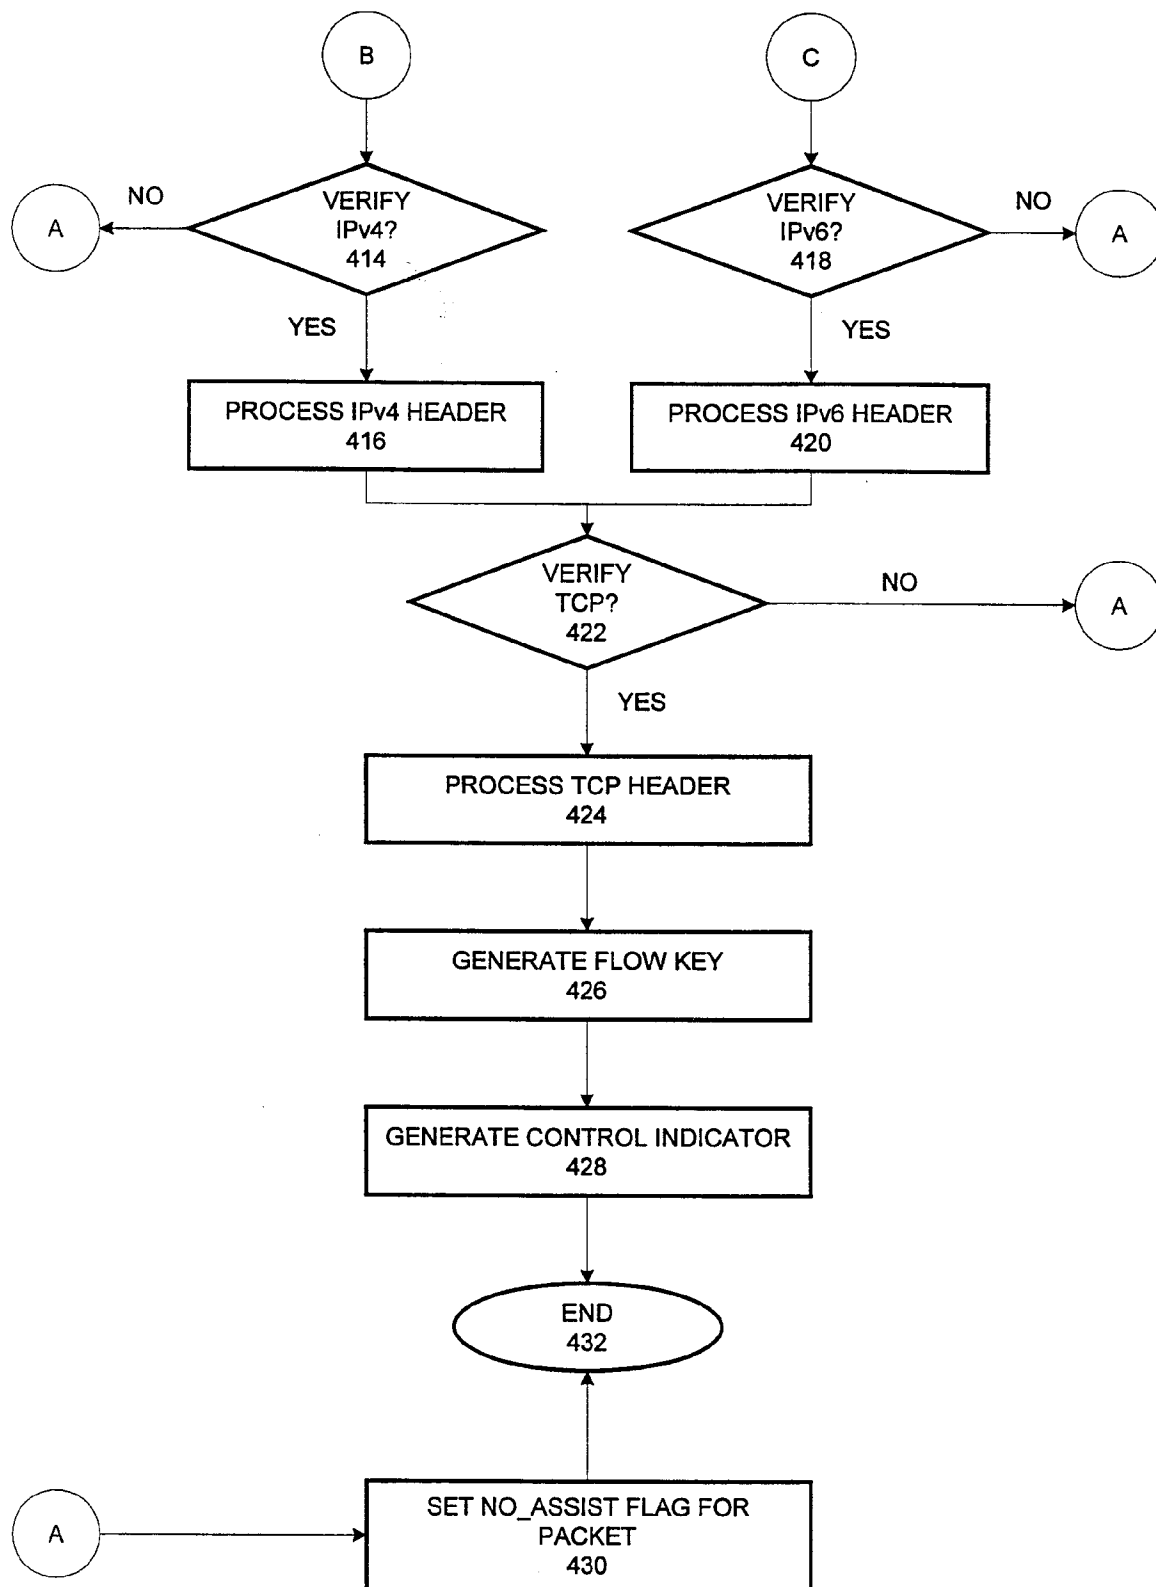 B
C
A
NO
VERIFY
IPv4?
414
VERIFY
IPv6?
418
NO
A
YES
YES
PROCESS IPv4 HEADER
416
PROCESS IPv6 HEADER
420
VERIFY
TCP?
422
NO
A
YES
PROCESS TCP HEADER
424
GENERATE FLOW KEY
426
GENERATE CONTROL INDICATOR
428
END
432
A
SET NO_ASSIST FLAG FOR
PACKET
430